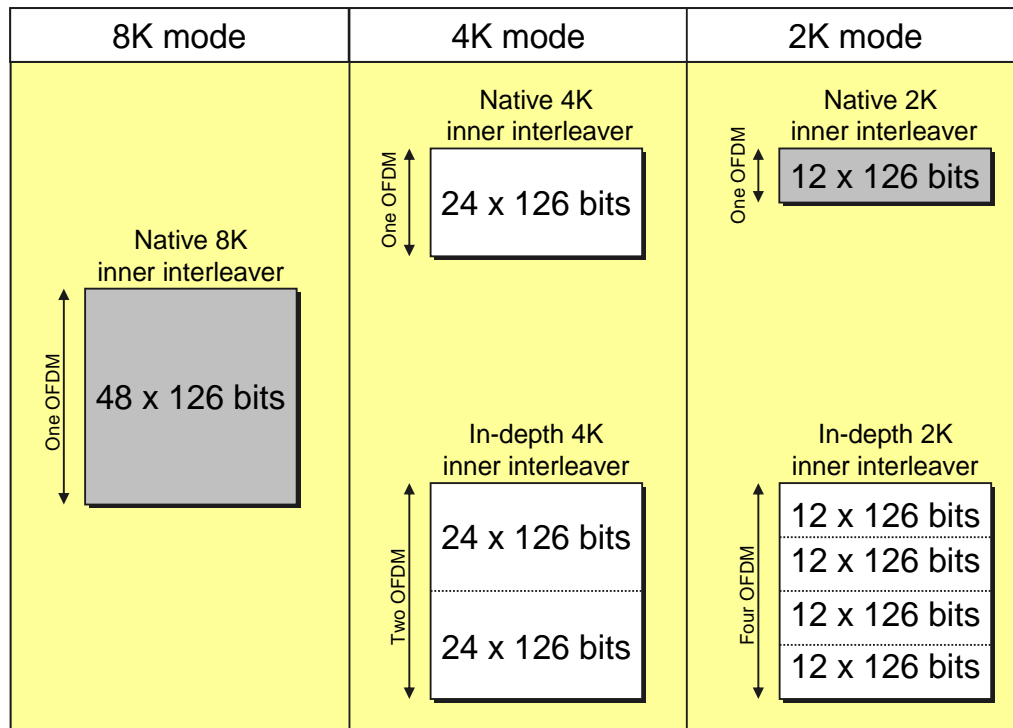 8K mode
4K mode
2K mode
Native 8K
inner interleaver
One OFDM
48 x 126 bits
Native 4K
inner interleaver
One OFDM
24 x 126 bits
In-depth 4K
inner interleaver
Two OFDM
24 x 126 bits
24 x 126 bits
Native 2K
inner interleaver
One OFDM
12 x 126 bits
In-depth 2K
inner interleaver
Four OFDM
12 x 126 bits
12 x 126 bits
12 x 126 bits
12 x 126 bits